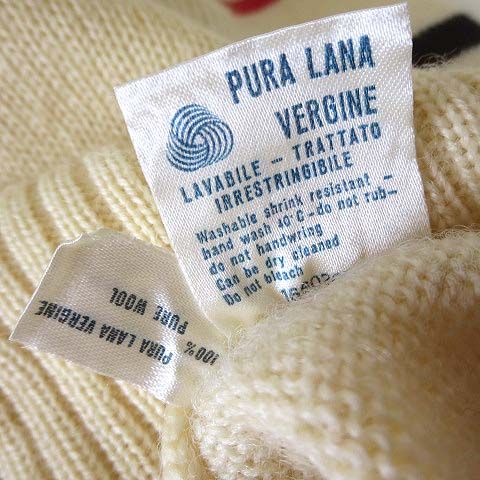 PURA LANA
VERGINE
LAVABILE – TRATTATO
IRRESTRINGIBILE
Washable shrink resistant –
hand wash 40°C – do not rub –
do not handwring
Can be dry cleaned
Do not bleach
100% PURA LANA VERGINE
PURE WOOL